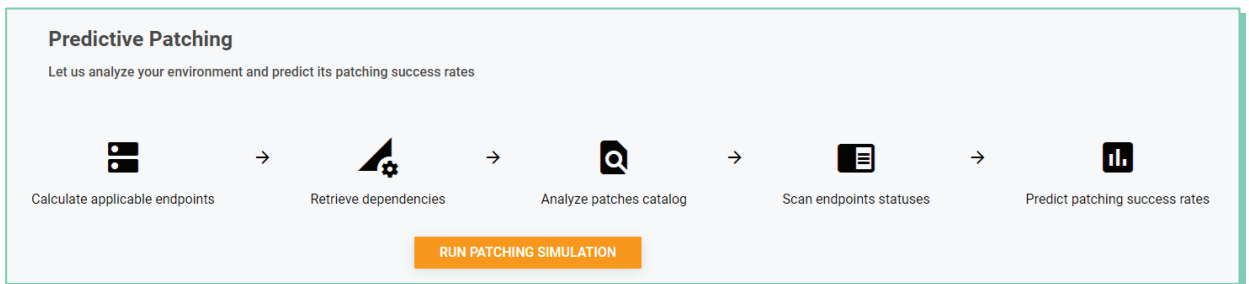 Predictive Patching
Let us analyze your environment and predict its patching success rates
Calculate applicable endpoints
Retrieve dependencies
Analyze patches catalog
Scan endpoints statuses
Predict patching success rates
RUN PATCHING SIMULATION